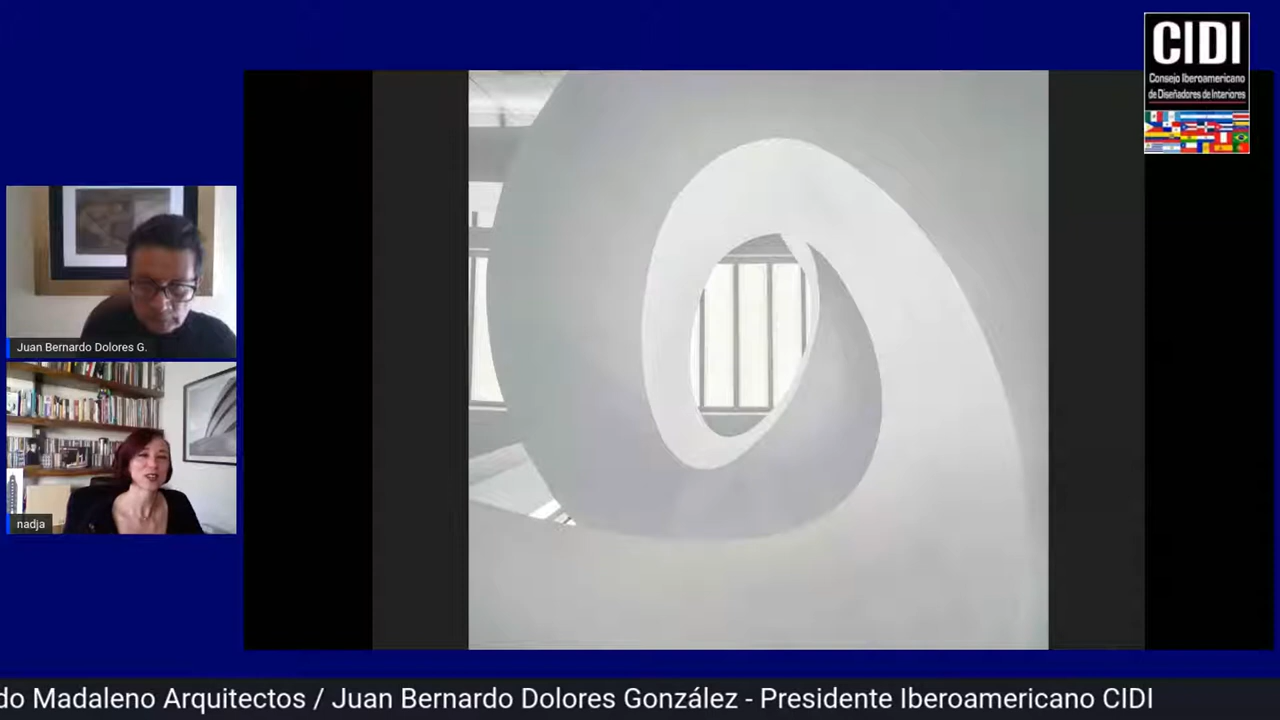 CIDI
Consejo Iberoamericano
de Diseñadores de Interiores
Juan Bernardo Dolores G.
nadja
do Madaleno Arquitectos / Juan Bernardo Dolores González - Presidente Iberoamericano CIDI